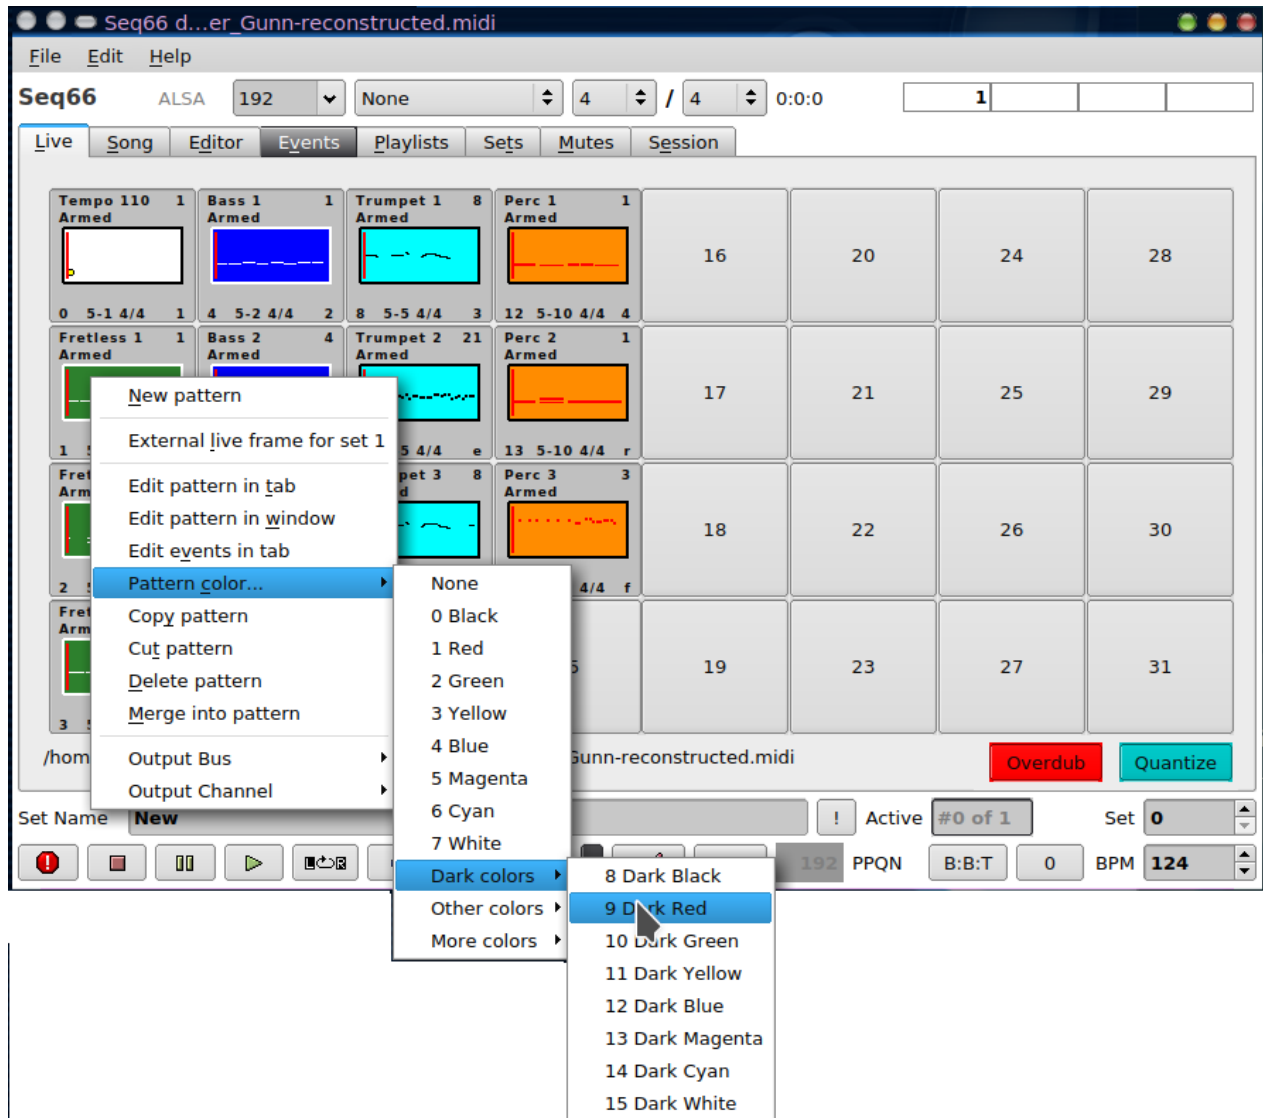 Seq66 d...er_Gunn-reconstructed.midi
File Edit Help
Seq66 ALSA 192 None 4 / 4 0:0:0 1
Live Song Editor Events Playlists Sets Mutes Session
Tempo 110 1 Bass 1 1 Trumpet 1 8 Perc 1 1
Armed Armed Armed Armed
16 20 24 28
0 5-1 4/4 1 4 5-2 4/4 2 8 5-5 4/4 3 12 5-10 4/4 4
Fretless 1 1 Bass 2 4 Trumpet 2 21 Perc 2 1
Armed Armed Armed Armed
17 21 25 29
1 5 4/4 e 13 5-10 4/4 r
Perc 3 3
Armed
8
18 22 26 30
2 4/4 f
19 23 27 31
3
New pattern
External live frame for set 1
Edit pattern in tab
Edit pattern in window
Edit events in tab
Pattern color...
Copy pattern
Cut pattern
Delete pattern
Merge into pattern
Output Bus
Output Channel
None
0 Black
1 Red
2 Green
3 Yellow
4 Blue
5 Magenta
6 Cyan
7 White
Dark colors
Other colors
More colors
8 Dark Black
9 Dark Red
10 Dark Green
11 Dark Yellow
12 Dark Blue
13 Dark Magenta
14 Dark Cyan
15 Dark White
/hom Gunn-reconstructed.midi
Overdub Quantize
Set Name New ! Active #0 of 1 Set 0
192 PPQN B:B:T 0 BPM 124